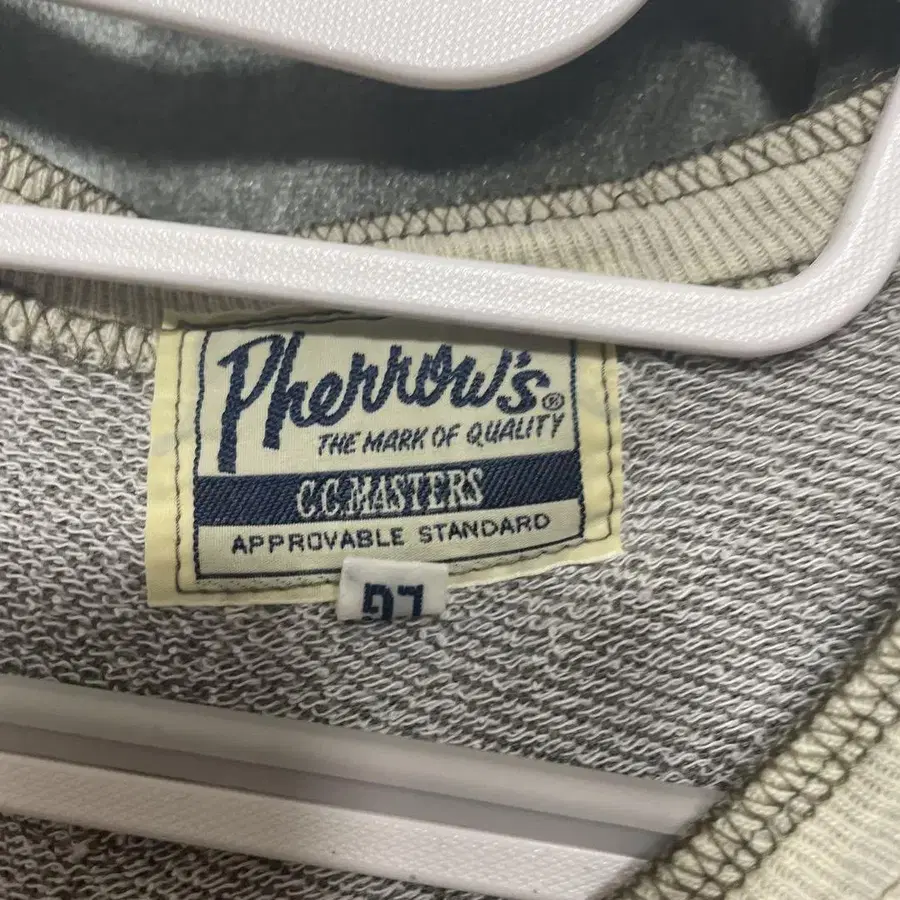 Pherrow's®
THE MARK OF QUALITY
C.C.MASTERS
APPROVABLE STANDARD